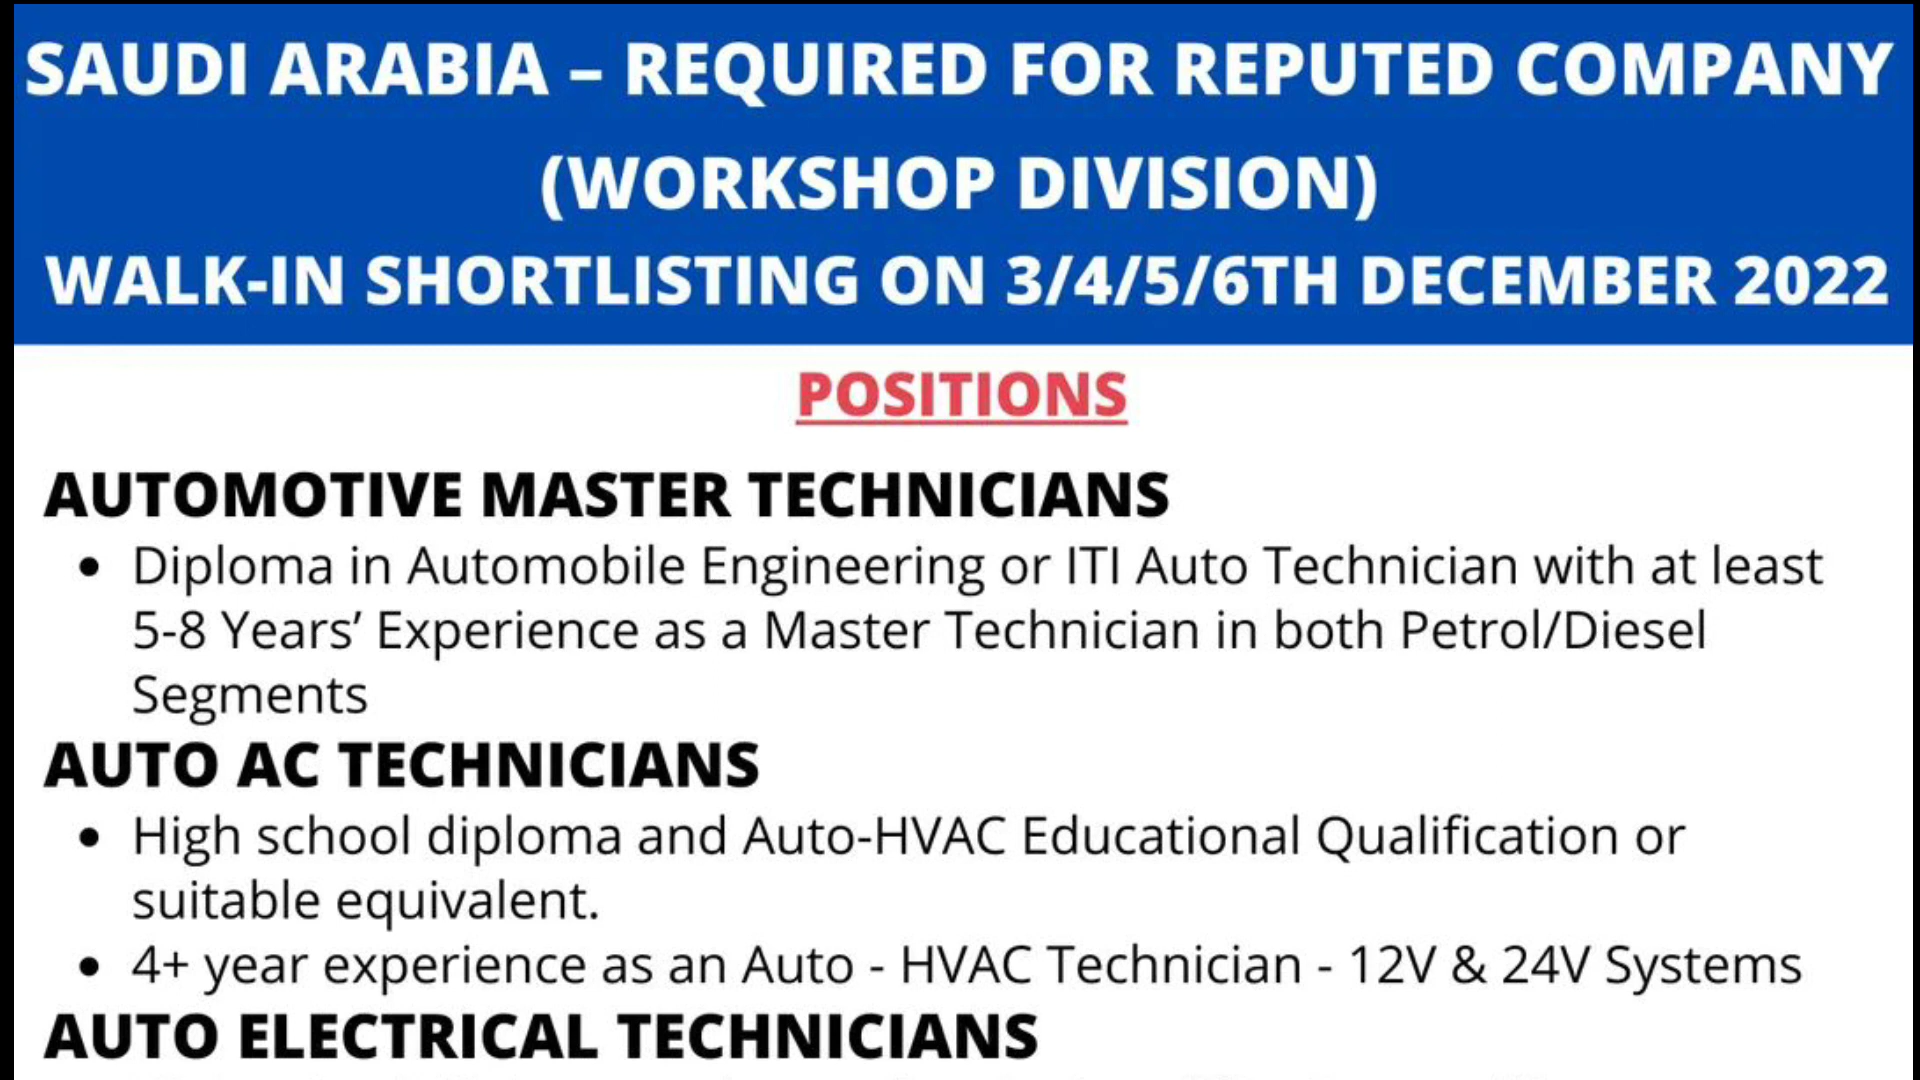 SAUDI ARABIA – REQUIRED FOR REPUTED COMPANY
(WORKSHOP DIVISION)
WALK-IN SHORTLISTING ON 3/4/5/6TH DECEMBER 2022
POSITIONS
AUTOMOTIVE MASTER TECHNICIANS
• Diploma in Automobile Engineering or ITI Auto Technician with at least
5-8 Years’ Experience as a Master Technician in both Petrol/Diesel
Segments
AUTO AC TECHNICIANS
• High school diploma and Auto-HVAC Educational Qualification or
suitable equivalent.
• 4+ year experience as an Auto - HVAC Technician - 12V & 24V Systems
AUTO ELECTRICAL TECHNICIANS